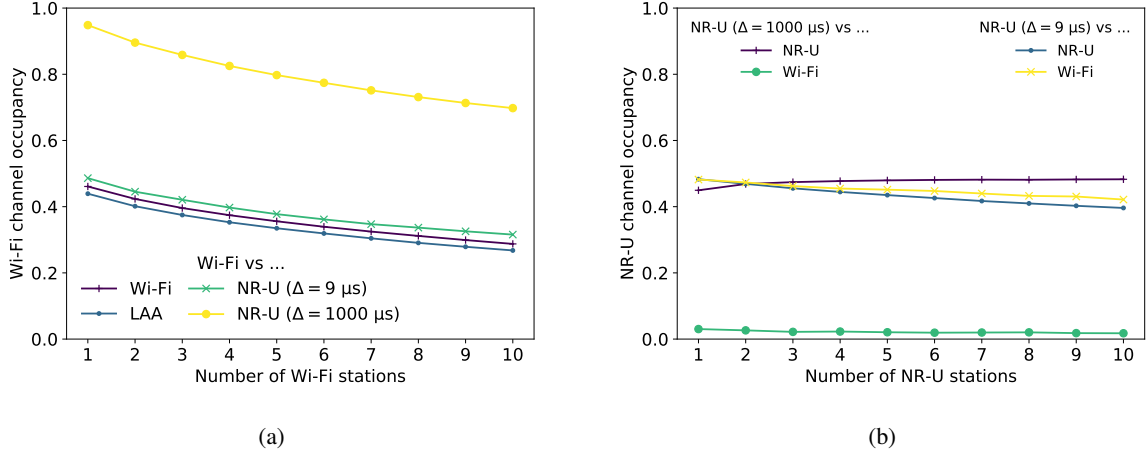 1.0
0.8
0.6
0.4
0.2
0.0
Wi-Fi channel occupancy
Wi-Fi vs ...
Wi-Fi
LAA
NR-U (Δ = 9 µs)
NR-U (Δ = 1000 µs)
1 2 3 4 5 6 7 8 9 10
Number of Wi-Fi stations
(a)
1.0
0.8
0.6
0.4
0.2
0.0
NR-U channel occupancy
NR-U (Δ = 1000 µs) vs ...
NR-U
Wi-Fi
NR-U (Δ = 9 µs) vs ...
NR-U
Wi-Fi
1 2 3 4 5 6 7 8 9 10
Number of NR-U stations
(b)